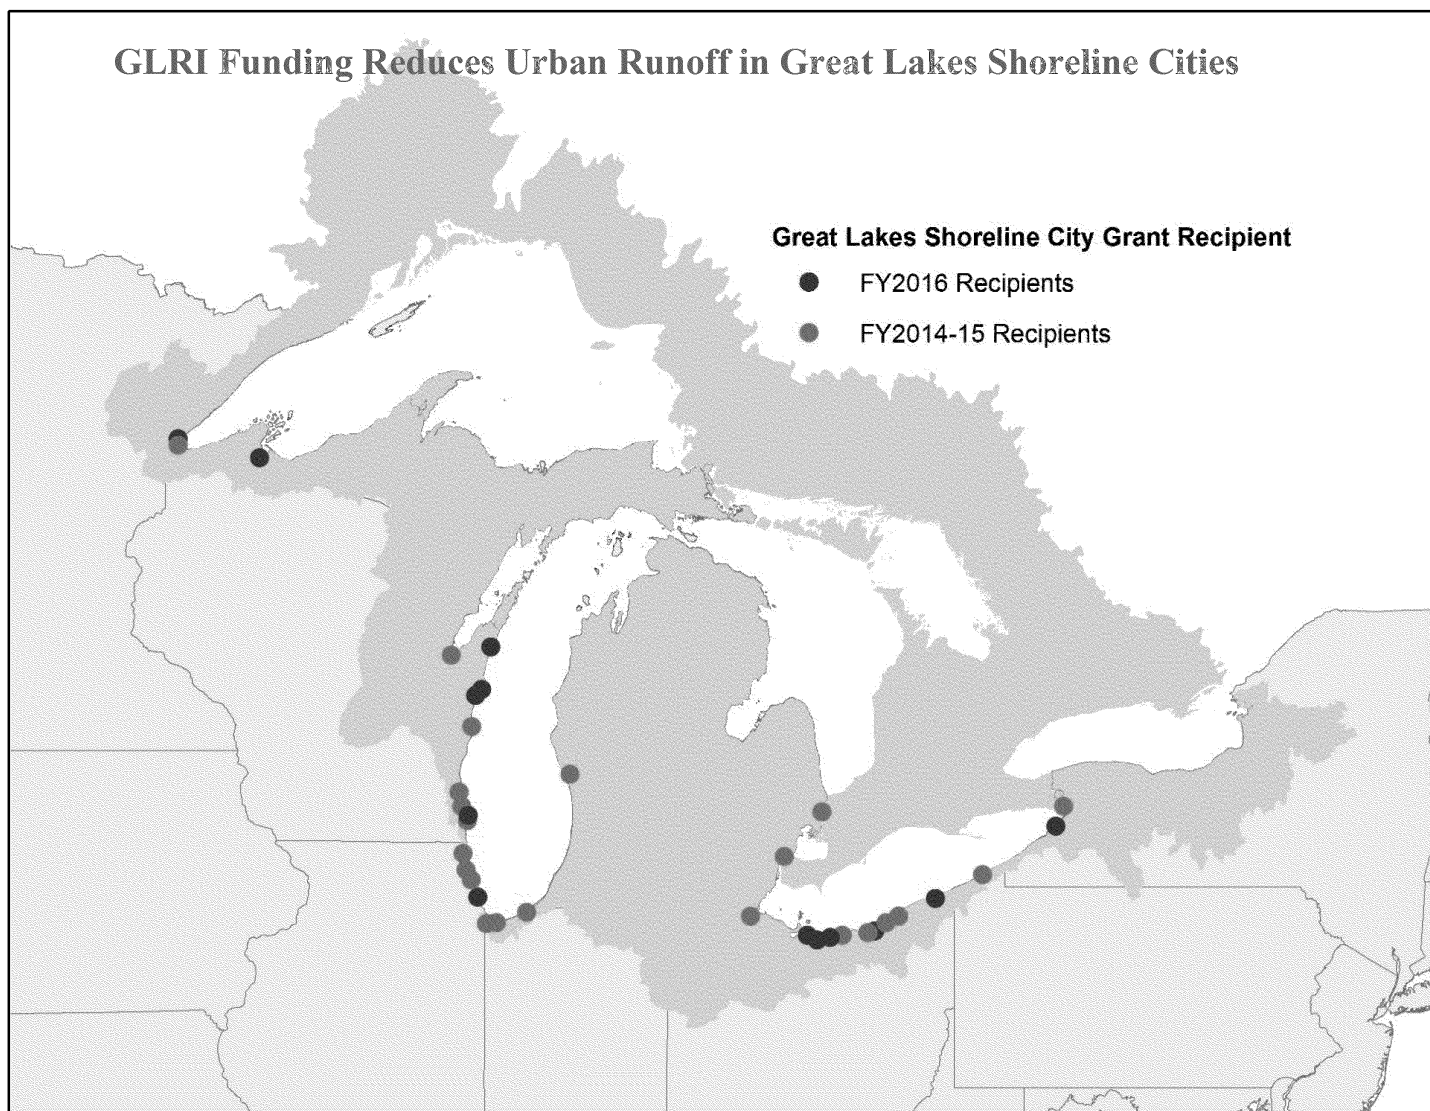 GLRI Funding Reduces Urban Runoff in Great Lakes Shoreline Cities
Great Lakes Shoreline City Grant Recipient
FY2016 Recipients
FY2014-15 Recipients